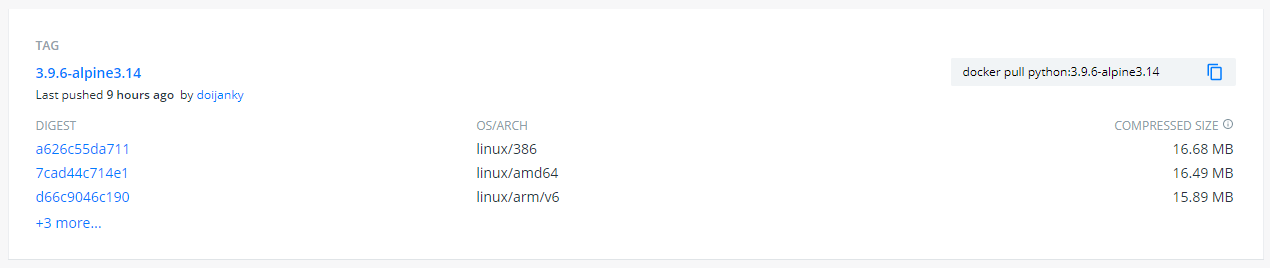 TAG
3.9.6-alpine3.14
docker pull python:3.9.6-alpine3.14
Last pushed 9 hours ago by doijanky
DIGEST OS/ARCH COMPRESSED SIZE
a626c55da711 linux/386 16.68 MB
7cad44c714e1 linux/amd64 16.49 MB
d66c9046c190 linux/arm/v6 15.89 MB
+3 more...